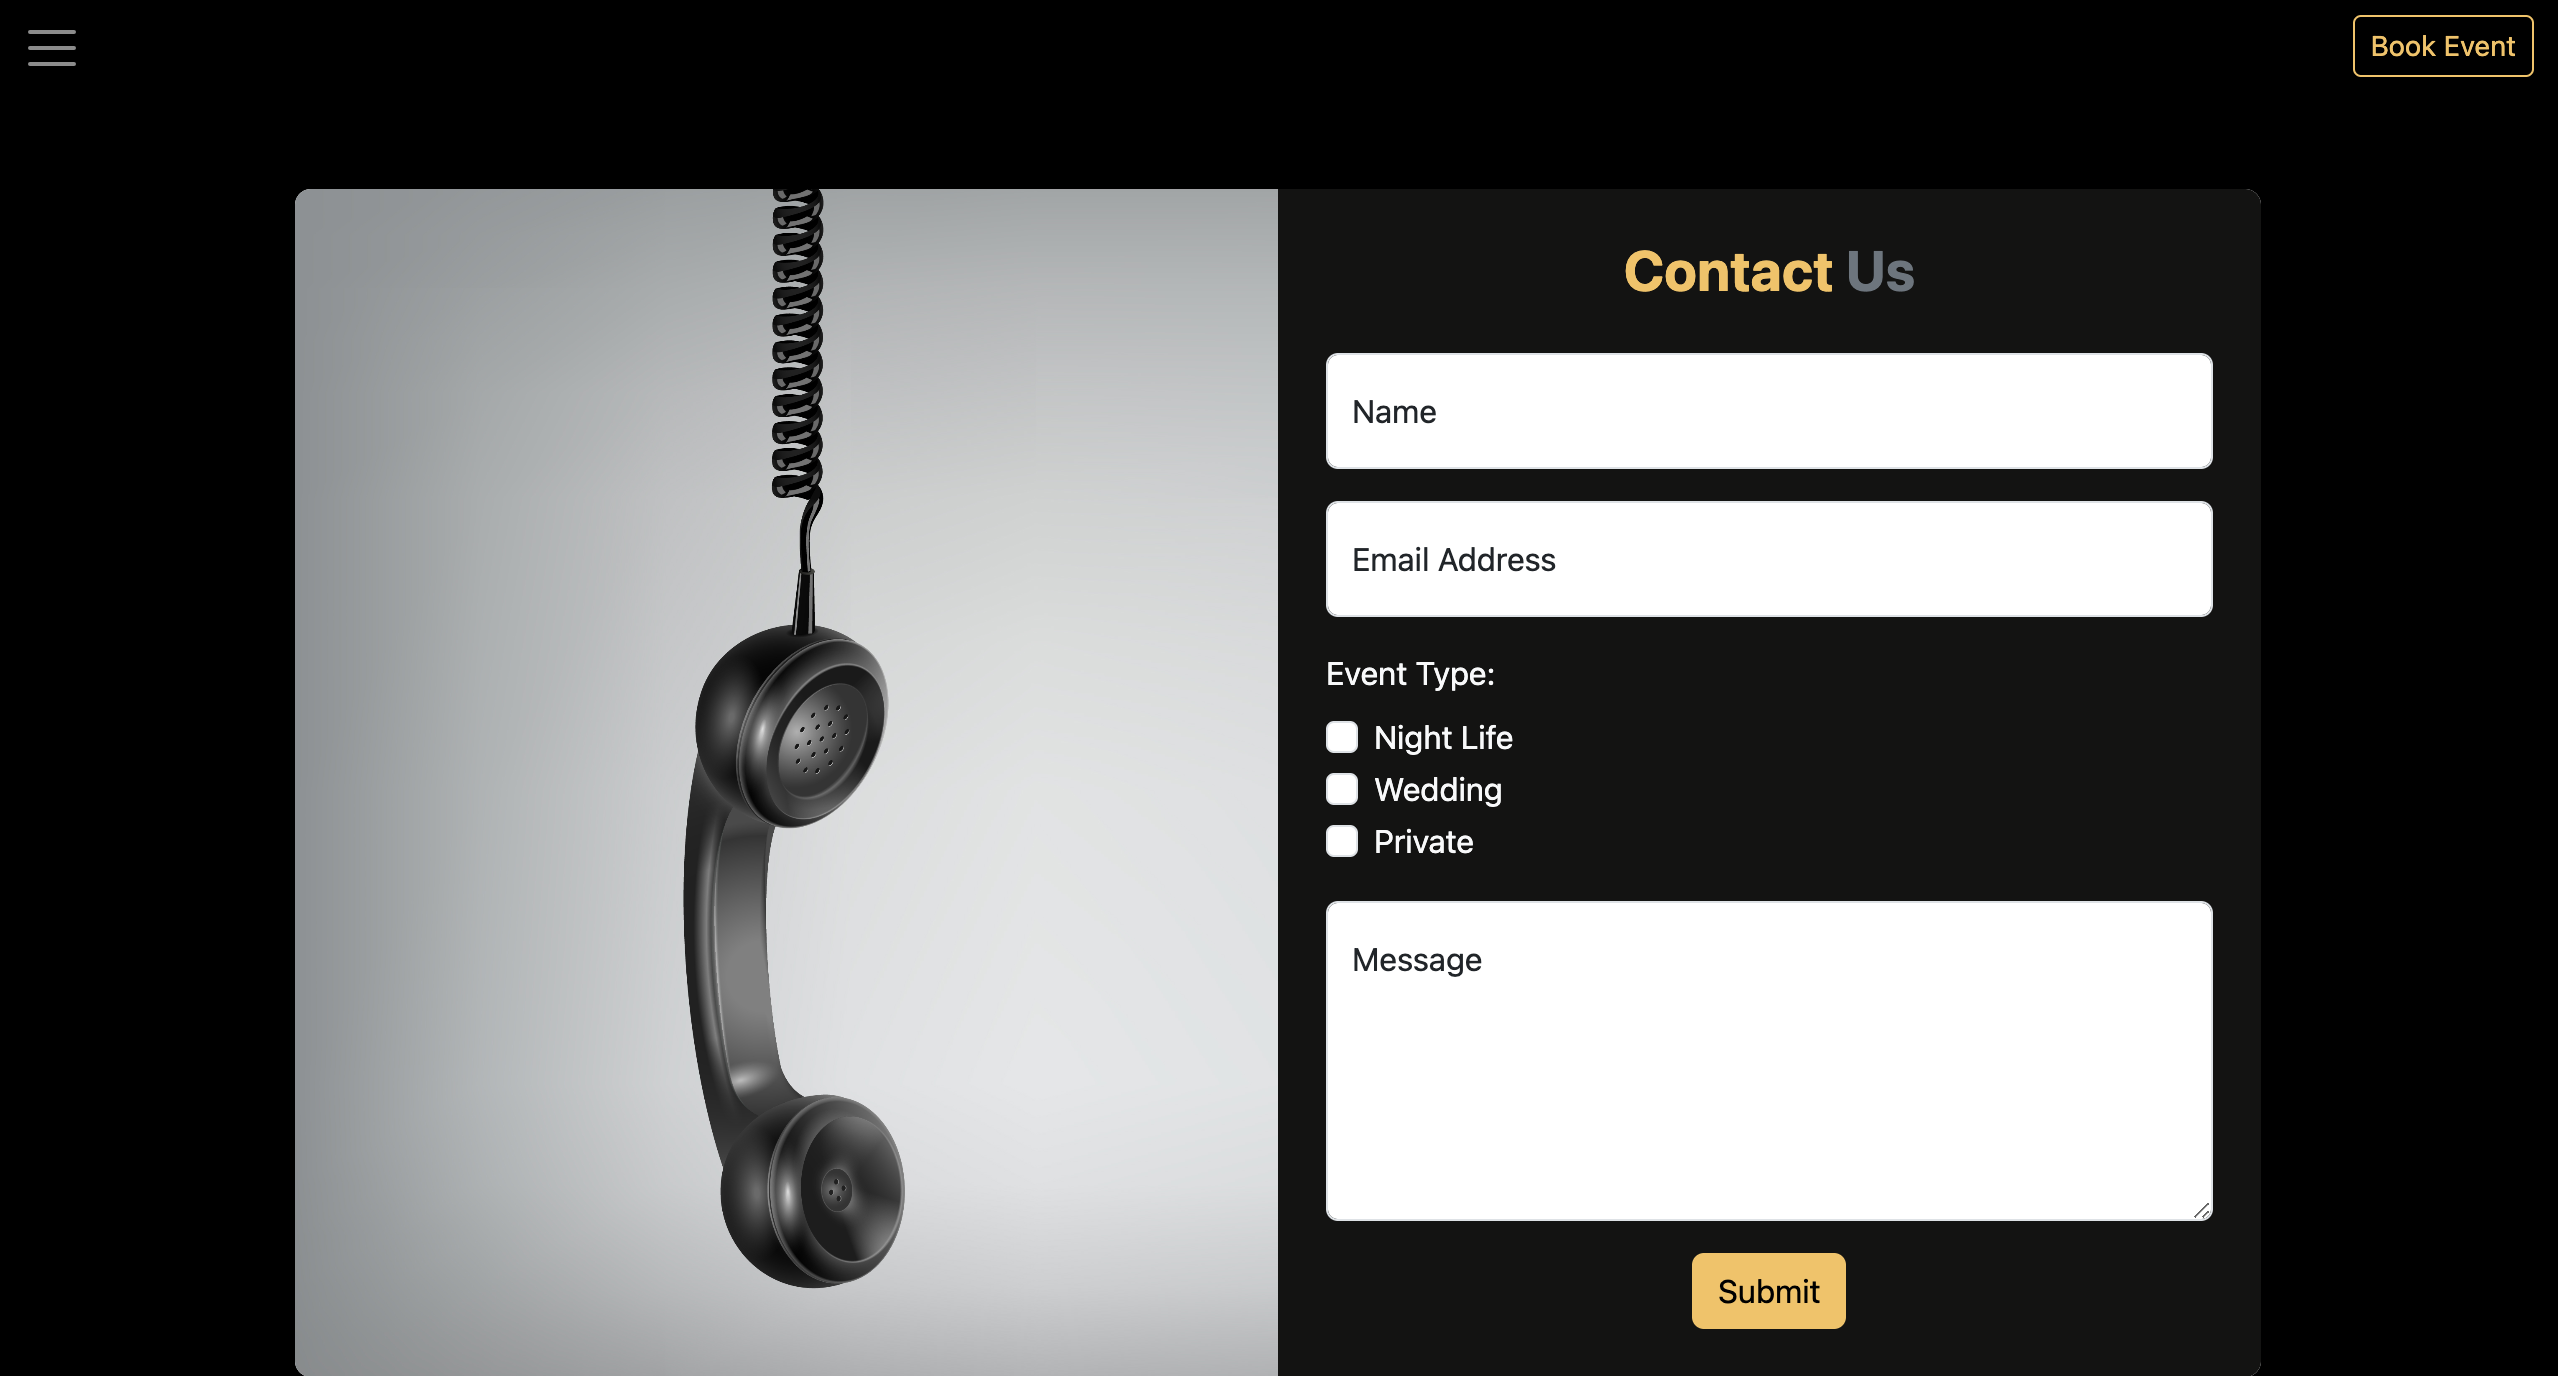 Book Event
Contact Us
Name
Email Address
Event Type:
Night Life
Wedding
Private
Message
Submit